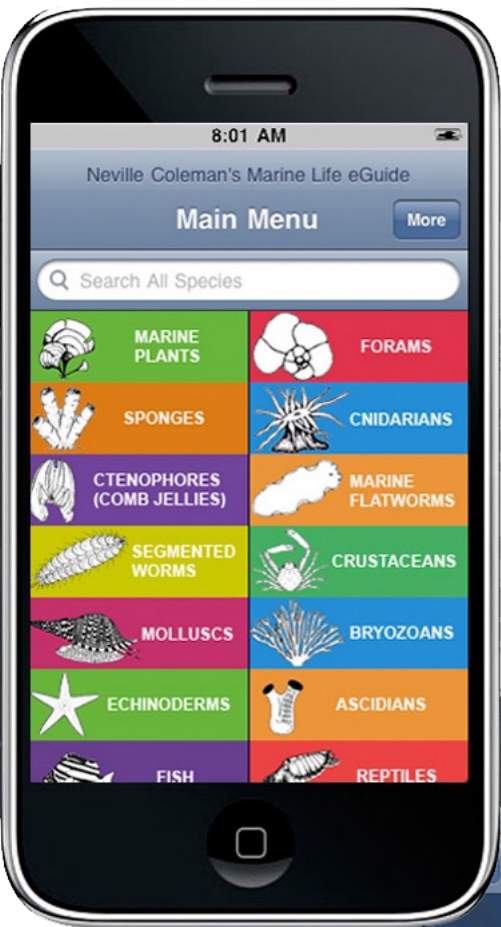 8:01 AM
Neville Coleman's Marine Life eGuide
Main Menu
More
Search All Species
MARINE
PLANTS
FORAMS
SPONGES
CNIDARIANS
CTENOPHORES
(COMB JELLIES)
MARINE
FLATWORMS
SEGMENTED
WORMS
CRUSTACEANS
MOLLUSCS
BRYOZOANS
ECHINODERMS
ASCIDIANS
FISH
REPTILES